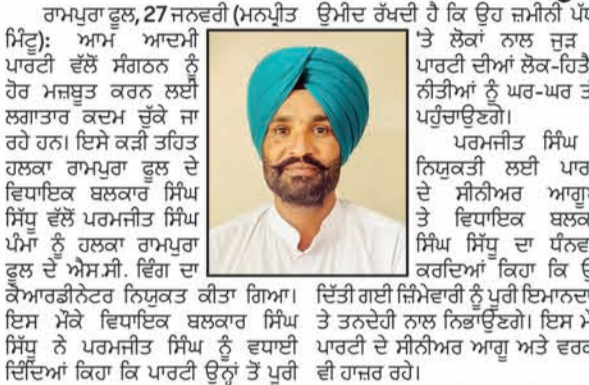 ਰਾਮਪੁਰਾ ਫੂਲ, 27 ਜਨਵਰੀ (ਮਨਪ੍ਰੀਤ
ਮਿੰਟੂ): ਆਮ ਆਦਮੀ
ਪਾਰਟੀ ਵੱਲੋਂ ਸੰਗਠਨ ਨੂੰ
ਹੋਰ ਮਜ਼ਬੂਤ ਕਰਨ ਲਈ
ਲਗਾਤਾਰ ਕਦਮ ਚੁੱਕੇ ਜਾ
ਰਹੇ ਹਨ। ਇਸੇ ਕੜੀ ਤਹਿਤ
ਹਲਕਾ ਰਾਮਪੁਰਾ ਫੂਲ ਦੇ
ਵਿਧਾਇਕ ਬਲਕਾਰ ਸਿੰਘ
ਸਿੱਧੂ ਵੱਲੋਂ ਪਰਮਜੀਤ ਸਿੰਘ
ਪੰਮਾ ਨੂੰ ਹਲਕਾ ਰਾਮਪੁਰਾ
ਫੂਲ ਦੇ ਐਸ.ਸੀ. ਵਿੰਗ ਦਾ
ਕੋਆਰਡੀਨੇਟਰ ਨਿਯੁਕਤ ਕੀਤਾ ਗਿਆ।
ਇਸ ਮੌਕੇ ਵਿਧਾਇਕ ਬਲਕਾਰ ਸਿੰਘ
ਸਿੱਧੂ ਨੇ ਪਰਮਜੀਤ ਸਿੰਘ ਨੂੰ ਵਧਾਈ
ਦਿੰਦਿਆਂ ਕਿਹਾ ਕਿ ਪਾਰਟੀ ਉਨ੍ਹਾਂ ਤੋਂ ਪੂਰੀ
ਉਮੀਦ ਰੱਖਦੀ ਹੈ ਕਿ ਉਹ ਜ਼ਮੀਨੀ
'ਤੇ ਲੋਕਾਂ ਨਾਲ ਜੁੜ
ਪਾਰਟੀ ਦੀਆਂ
ਨੀਤੀਆਂ ਨੂੰ ਘਰ-ਘਰ
ਪਹੁੰਚਾਉਣਗੇ।
ਪਰਮਜੀਤ ਸਿੰਘ
ਨਿਯੁਕਤੀ ਲਈ
ਦੇ ਸੀਨੀਅਰ
ਤੇ ਵਿਧਾਇਕ
ਸਿੰਘ ਸਿੱਧੂ ਦਾ
ਕਰਦਿਆਂ ਕਿਹਾ ਕਿ
ਦਿੱਤੀ ਗਈ ਜ਼ਿੰਮੇਵਾਰੀ ਨੂੰ ਪੂਰੀ
ਤੇ ਤਨਦੇਹੀ ਨਾਲ ਨਿਭਾਉਣਗੇ। ਇਸ
ਪਾਰਟੀ ਦੇ ਸੀਨੀਅਰ ਆਗੂ ਅਤੇ
ਵੀ ਹਾਜ਼ਰ ਰਹੇ।